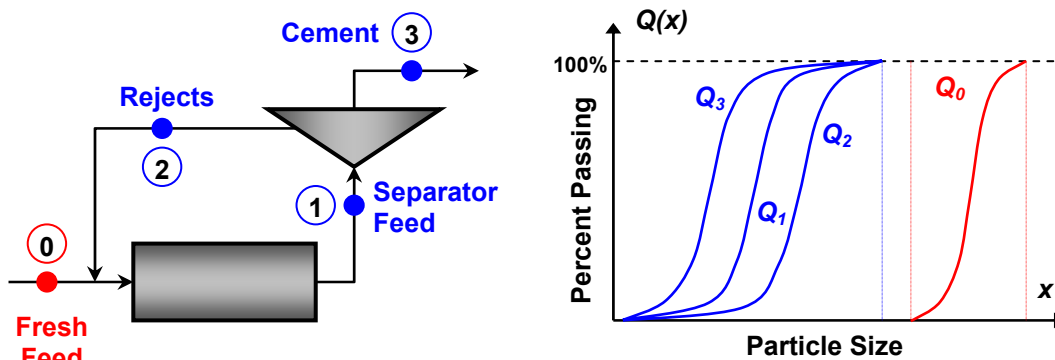 Cement 3
Rejects
2
1 Separator
Feed
0
Fresh
Feed
Q(x)
100%
Percent Passing
Q3
Q1
Q2
Q0
x
Particle Size